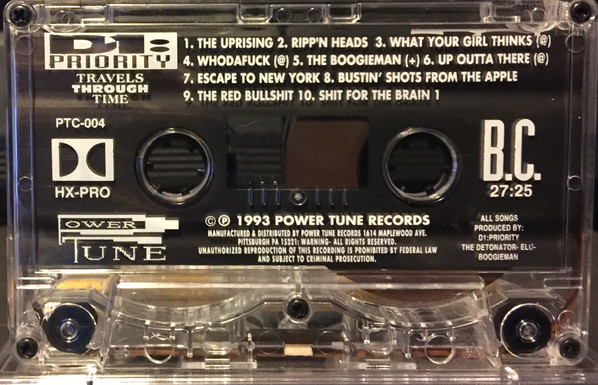 D1:
PRIORITY
TRAVELS
THROUGH
TIME
1. THE UPRISING 2. RIPP'N HEADS 3. WHAT YOUR GIRL THINKS (@)
4. WHODAFUCK (@) 5. THE BOOGIEMAN (+) 6. UP OUTTA THERE (@)
7. ESCAPE TO NEW YORK 8. BUSTIN' SHOTS FROM THE APPLE
9. THE RED BULLSHIT 10. SHIT FOR THE BRAIN 1
PTC-004
HX-PRO
B.C.
27:25
POWER
TUNE
© ℗ 1993 POWER TUNE RECORDS
MANUFACTURED & DISTRIBUTED BY POWER TUNE RECORDS 1614 MAPLEWOOD AVE.
PITTSBURGH PA 15221: WARNING- ALL RIGHTS RESERVED.
UNAUTHORIZED REPRODUCTION OF THIS RECORDING IS PROHIBITED BY FEDERAL LAW
AND SUBJECT TO CRIMINAL PROSECUTION.
ALL SONGS
PRODUCED BY:
D1:PRIORITY
THE DETONATOR- ELI-
BOOGIEMAN